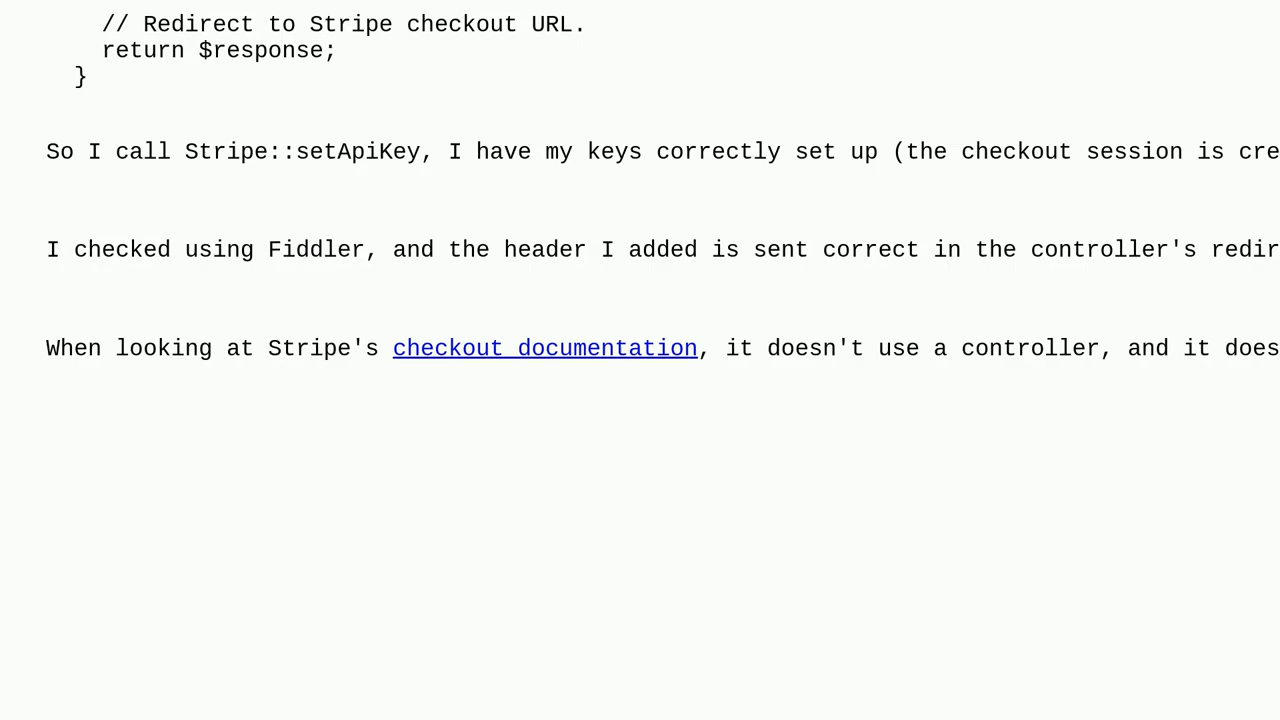 // Redirect to Stripe checkout URL.
return $response;
}
So I call Stripe::setApiKey, I have my keys correctly set up (the checkout session is cre
I checked using Fiddler, and the header I added is sent correct in the controller's redir
When looking at Stripe's checkout documentation, it doesn't use a controller, and it does